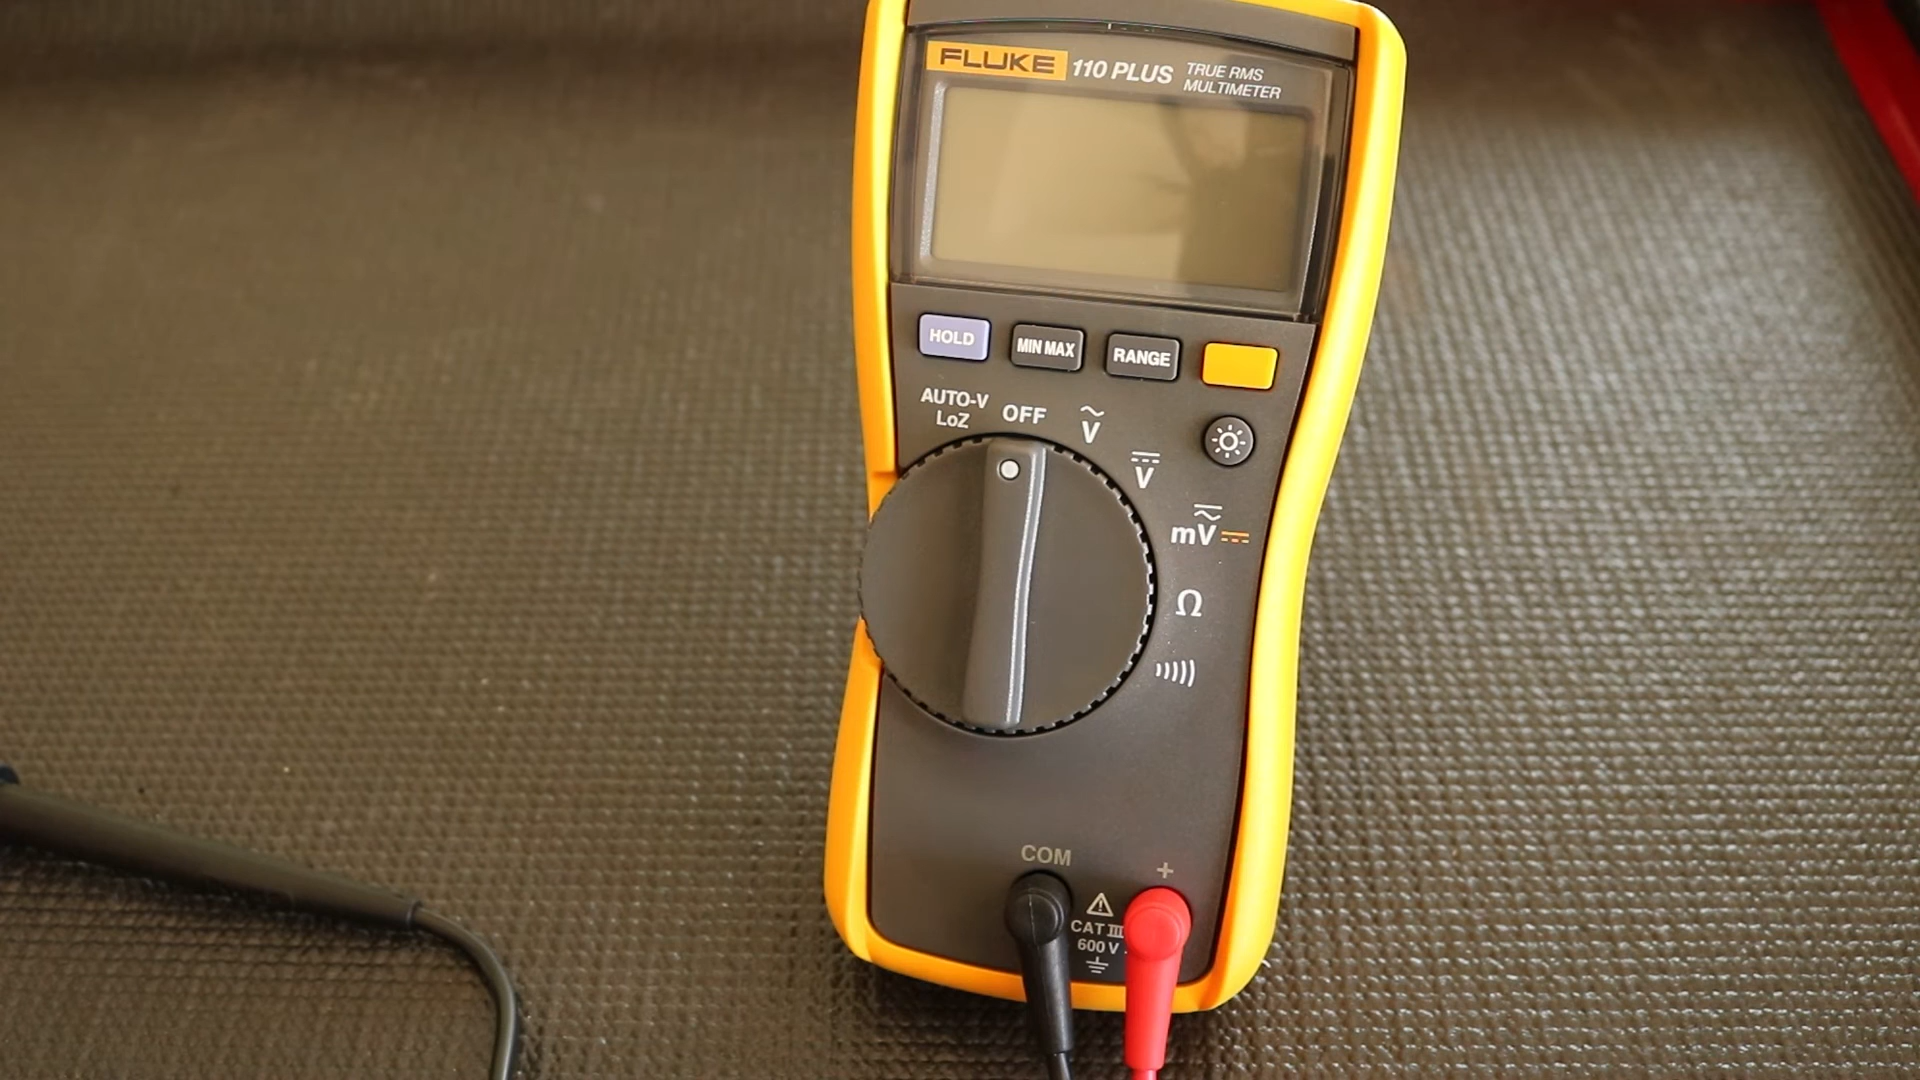 FLUKE 110 PLUS TRUE RMS
MULTIMETER
HOLD
MIN MAX
RANGE
AUTO-V
LoZ
OFF
V
V
mV
Ω
COM
+
CAT III
600 V